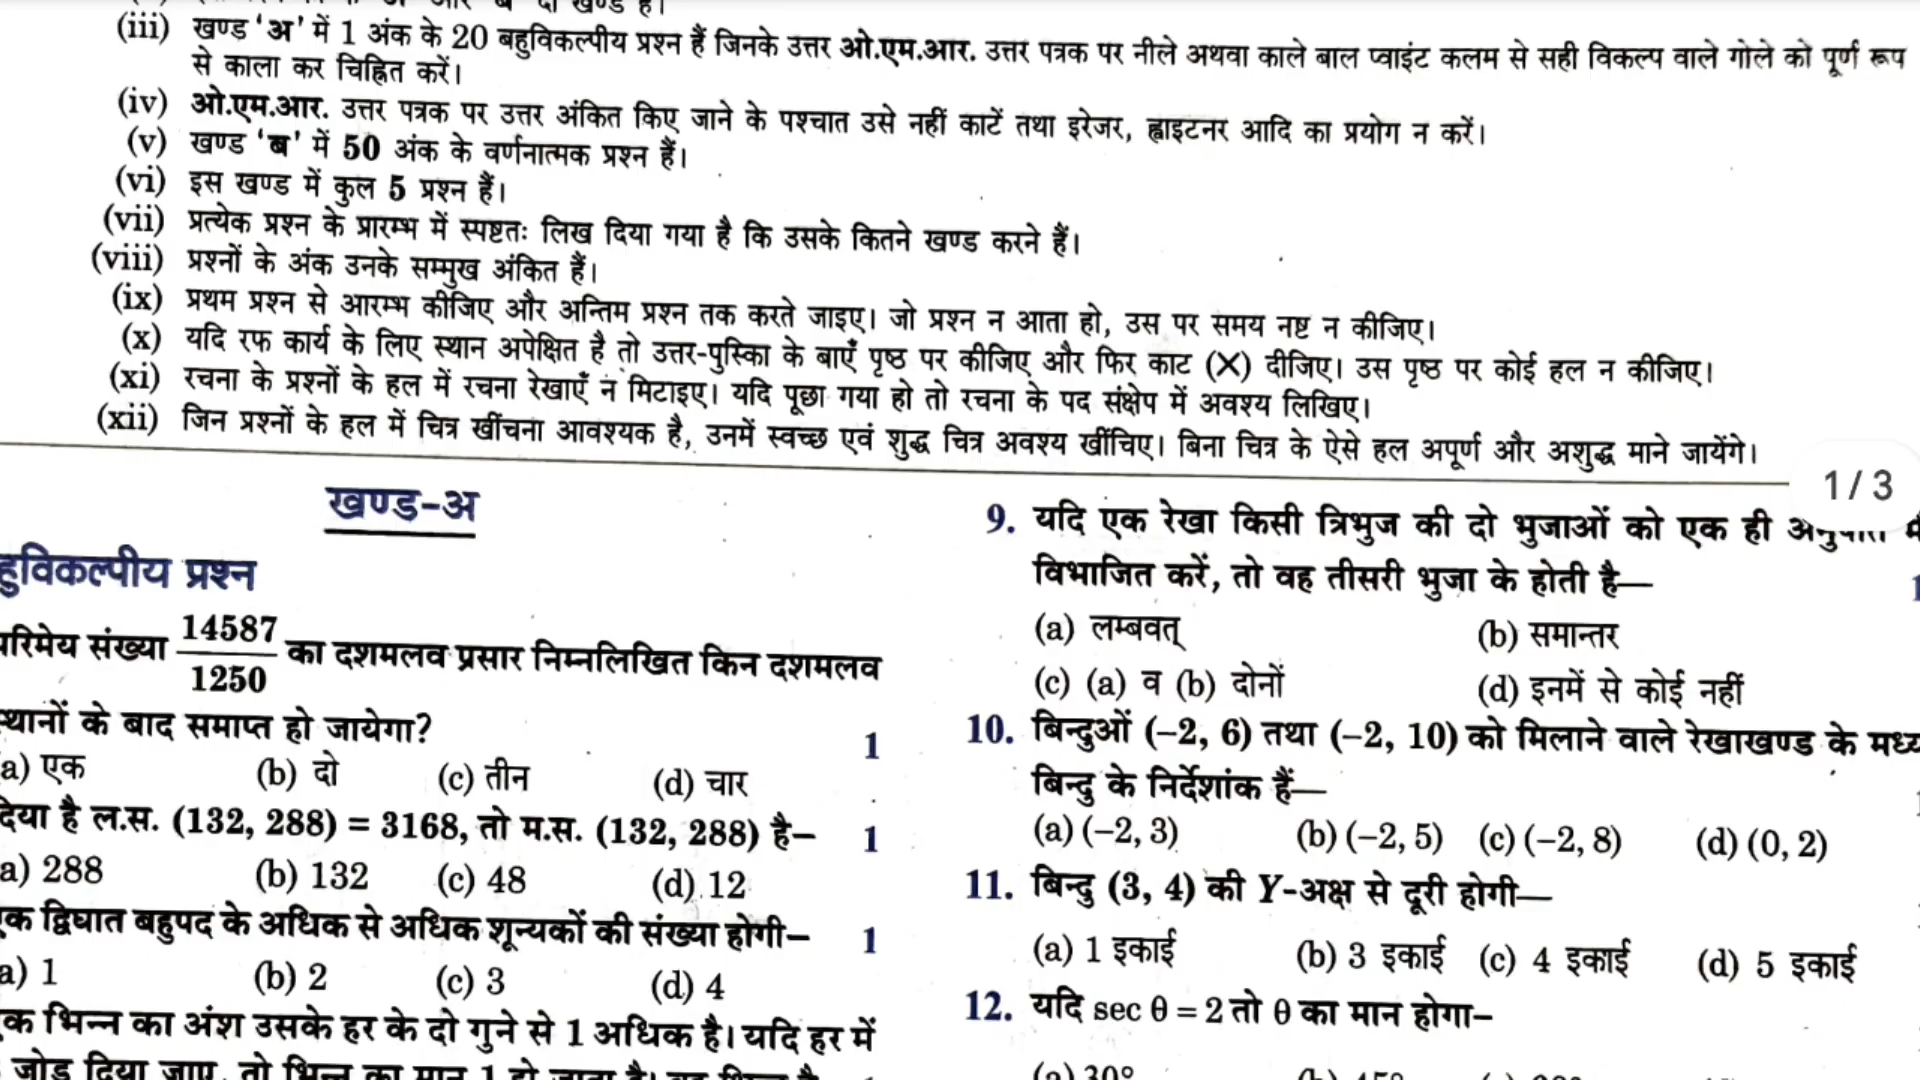 (iii) खण्ड 'अ' में 1 अंक के 20 बहुविकल्पीय प्रश्न हैं जिनके उत्तर ओ.एम.आर. उत्तर पत्रक पर नीले अथवा काले बाल प्वाइंट कलम से सही विकल्प वाले गोले को पूर्ण रूप
से काला कर चिह्नित करें।
(iv) ओ.एम.आर. उत्तर पत्रक पर उत्तर अंकित किए जाने के पश्चात उसे नहीं काटें तथा इरेजर, ह्वाइटनर आदि का प्रयोग न करें।
(v) खण्ड 'ब' में 50 अंक के वर्णनात्मक प्रश्न हैं।
(vi) इस खण्ड में कुल 5 प्रश्न हैं।
(vii) प्रत्येक प्रश्न के प्रारम्भ में स्पष्टतः लिख दिया गया है कि उसके कितने खण्ड करने हैं।
(viii) प्रश्नों के अंक उनके सम्मुख अंकित हैं।
(ix) प्रथम प्रश्न से आरम्भ कीजिए और अन्तिम प्रश्न तक करते जाइए। जो प्रश्न न आता हो, उस पर समय नष्ट न कीजिए।
(x) यदि रफ कार्य के लिए स्थान अपेक्षित है तो उत्तर-पुस्तिका के बाएँ पृष्ठ पर कीजिए और फिर काट (X) दीजिए। उस पृष्ठ पर कोई हल न कीजिए।
(xi) रचना के प्रश्नों के हल में रचना रेखाएँ न मिटाइए। यदि पूछा गया हो तो रचना के पद संक्षेप में अवश्य लिखिए।
(xii) जिन प्रश्नों के हल में चित्र खींचना आवश्यक है, उनमें स्वच्छ एवं शुद्ध चित्र अवश्य खींचिए। बिना चित्र के ऐसे हल अपूर्ण और अशुद्ध माने जायेंगे।
1/3
खण्ड-अ
हुविकल्पीय प्रश्न
परिमेय संख्या 14587/1250 का दशमलव प्रसार निम्नलिखित किन दशमलव
स्थानों के बाद समाप्त हो जायेगा? 1
a) एक (b) दो (c) तीन (d) चार
दिया है ल.स. (132, 288) = 3168, तो म.स. (132, 288) है– 1
a) 288 (b) 132 (c) 48 (d) 12
एक द्विघात बहुपद के अधिक से अधिक शून्यकों की संख्या होगी– 1
a) 1 (b) 2 (c) 3 (d) 4
क भिन्न का अंश उसके हर के दो गुने से 1 अधिक है। यदि हर में
जोड़ दिया जाए, तो भिन्न का मान 1 हो जाता है।
9. यदि एक रेखा किसी त्रिभुज की दो भुजाओं को एक ही अनुपात में
विभाजित करें, तो वह तीसरी भुजा के होती है— 1
(a) लम्बवत् (b) समान्तर
(c) (a) व (b) दोनों (d) इनमें से कोई नहीं
10. बिन्दुओं (–2, 6) तथा (–2, 10) को मिलाने वाले रेखाखण्ड के मध्य
बिन्दु के निर्देशांक हैं—
(a) (–2, 3) (b) (–2, 5) (c) (–2, 8) (d) (0, 2)
11. बिन्दु (3, 4) की Y-अक्ष से दूरी होगी—
(a) 1 इकाई (b) 3 इकाई (c) 4 इकाई (d) 5 इकाई
12. यदि sec θ = 2 तो θ का मान होगा–
(a) 30° (b) 45°